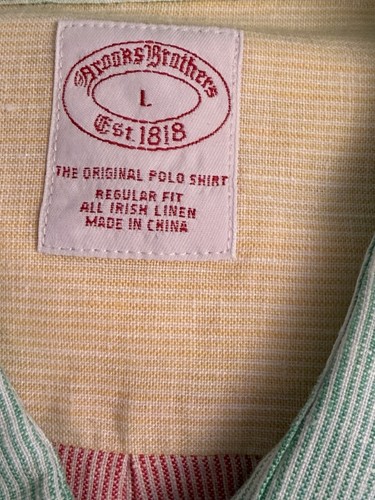 Brooks Brothers
L
Est. 1818
THE ORIGINAL POLO SHIRT
REGULAR FIT
ALL IRISH LINEN
MADE IN CHINA